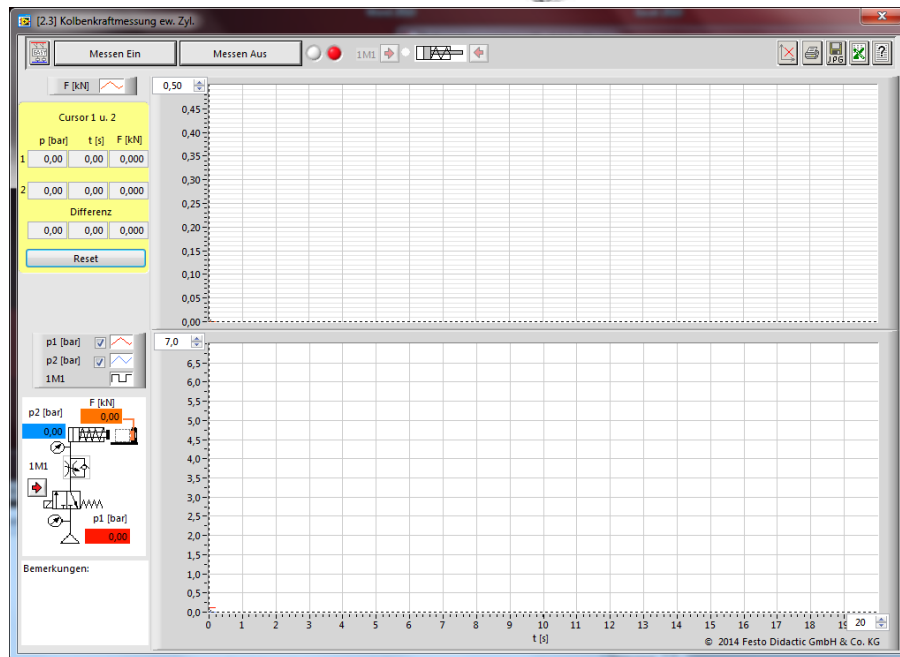 [2.3] Kolbenkraftmessung ew. Zyl.
Messen Ein Messen Aus 1M1 JPG ?
F [kN]
Cursor 1 u. 2
p [bar] t [s] F [kN]
1 0,00 0,00 0,000
2 0,00 0,00 0,000
Differenz
0,00 0,00 0,000
Reset
0,50
0,45
0,40
0,35
0,30
0,25
0,20
0,15
0,10
0,05
0,00
p1 [bar]
p2 [bar]
1M1
7,0
6,5
6,0
5,5
5,0
4,5
4,0
3,5
3,0
2,5
2,0
1,5
1,0
0,5
0,0
0 1 2 3 4 5 6 7 8 9 10 11 12 13 14 15 16 17 18 20
t [s]
F [kN]
p2 [bar] 0,00
0,00
1M1
p1 [bar]
0,00
Bemerkungen:
© 2014 Festo Didactic GmbH & Co. KG